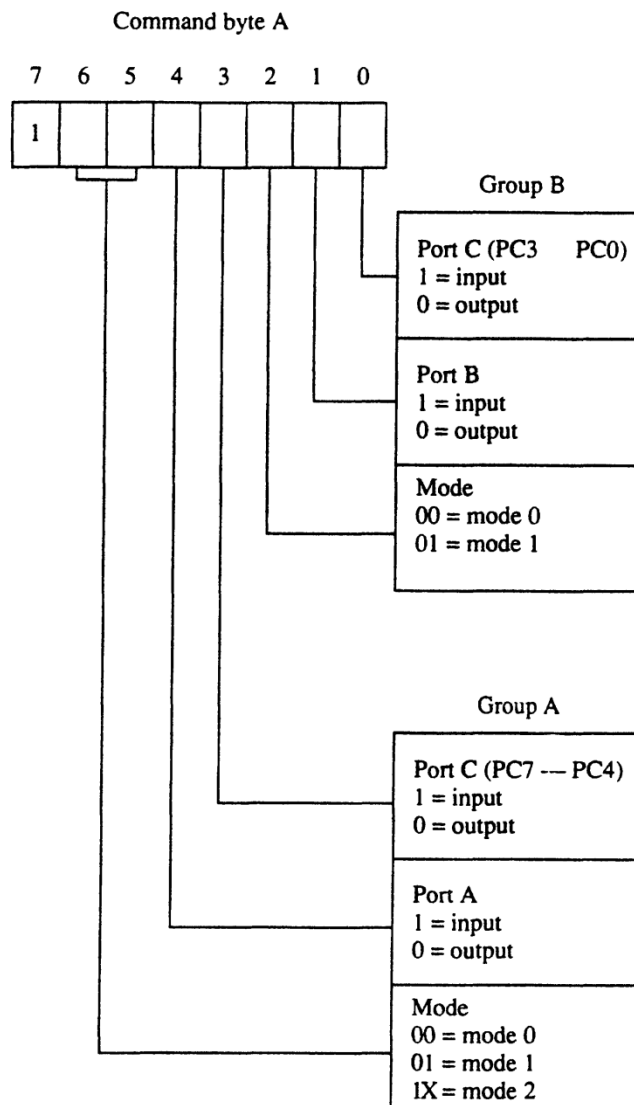 Command byte A
7 6 5 4 3 2 1 0
1
Group B
Port C (PC3 PC0)
1 = input
0 = output
Port B
1 = input
0 = output
Mode
00 = mode 0
01 = mode 1
Group A
Port C (PC7 --- PC4)
1 = input
0 = output
Port A
1 = input
0 = output
Mode
00 = mode 0
01 = mode 1
1X = mode 2